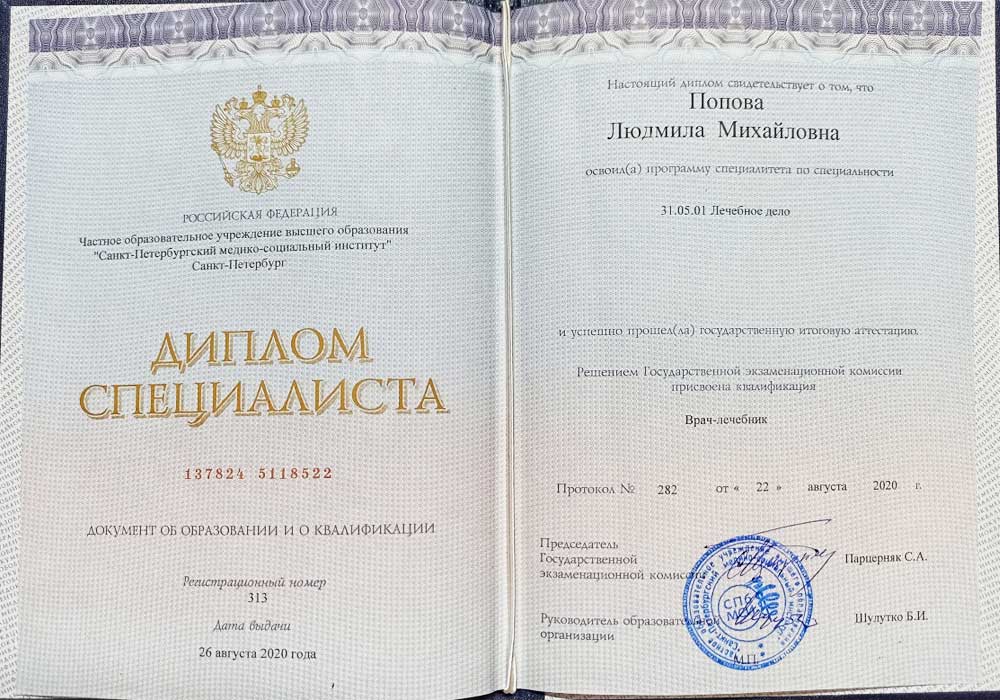 РОССИЙСКАЯ ФЕДЕРАЦИЯ
Частное образовательное учреждение высшего образования
"Санкт-Петербургский медико-социальный институт"
Санкт-Петербург
ДИПЛОМ
СПЕЦИАЛИСТА
137824 5118522
ДОКУМЕНТ ОБ ОБРАЗОВАНИИ И О КВАЛИФИКАЦИИ
Регистрационный номер
313
Дата выдачи
26 августа 2020 года
Настоящий диплом свидетельствует о том, что
Попова
Людмила Михайловна
освоил(а) программу специалитета по специальности
31.05.01 Лечебное дело
и успешно прошел(ла) государственную итоговую аттестацию.
Решением Государственной экзаменационной комиссии
присвоена квалификация
Врач-лечебник
Протокол № 282 от « 22 » августа 2020 г.
Председатель
Государственной
экзаменационной комиссии Парцерняк С.А.
Руководитель образовательной Шулутко Б.И.
организации
СПб
МСИ
М.П.